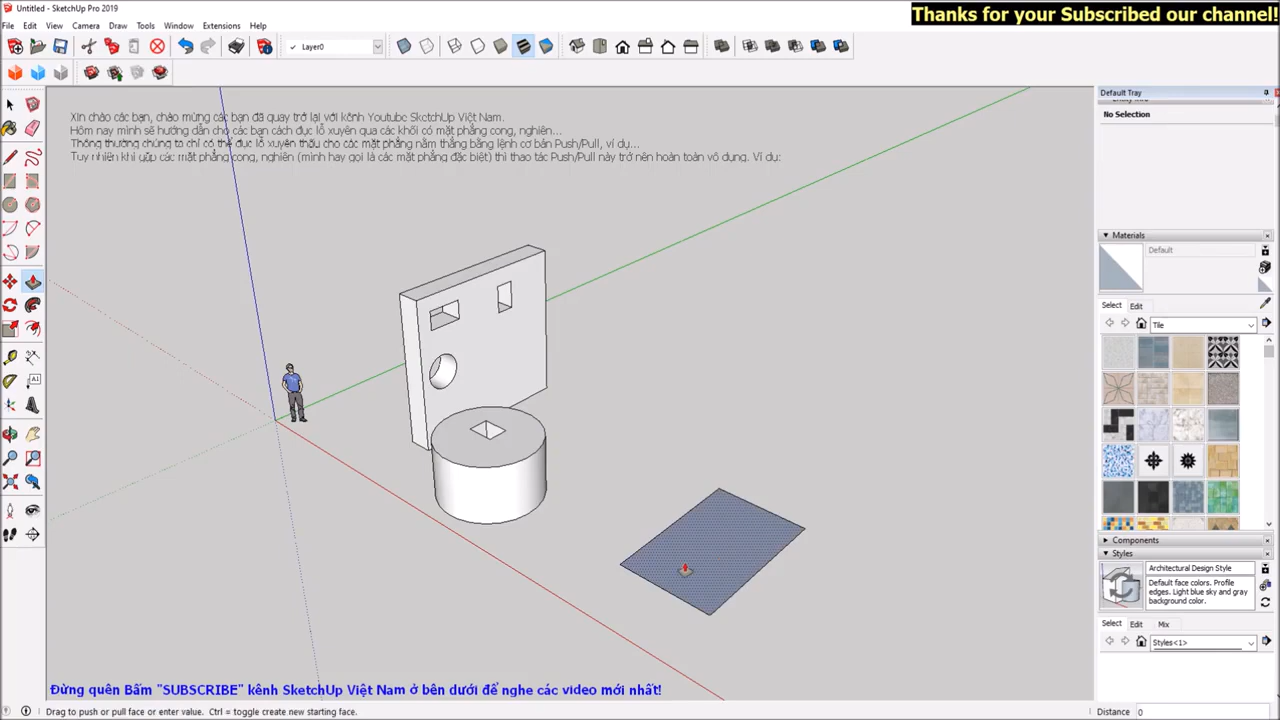 Untitled - SketchUp Pro 2019
Thanks for your Subscribed our channel!
File Edit View Camera Draw Tools Window Extensions Help
Layer0
Default Tray
Entity Info
No Selection
Xin chào các bạn, chào mừng các bạn đã quay trở lại với kênh Youtube SketchUp Việt Nam.
Hôm nay mình sẽ hướng dẫn cho các bạn cách đục lỗ xuyên qua các khối có mặt phẳng cong, nghiên...
Thông thường chúng ta chỉ có thể đục lỗ xuyên thấu cho các mặt phẳng nằm thẳng bằng lệnh cơ bản Push/Pull, ví dụ...
Tuy nhiên khi gặp các mặt phẳng cong, nghiên (mình hay gọi là các mặt phẳng đặc biệt) thì thao tác Push/Pull này trở nên hoàn toàn vô dụng. Ví dụ:
Materials
Default
Select Edit
Tile
Components
Styles
Architectural Design Style
Default face colors. Profile
edges. Light blue sky and gray
background color.
Select Edit Mix
Styles<1>
Đừng quên Bấm "SUBSCRIBE" kênh SketchUp Việt Nam ở bên dưới để nghe các video mới nhất!
Drag to push or pull face or enter value. Ctrl = toggle create new starting face.
Distance 0